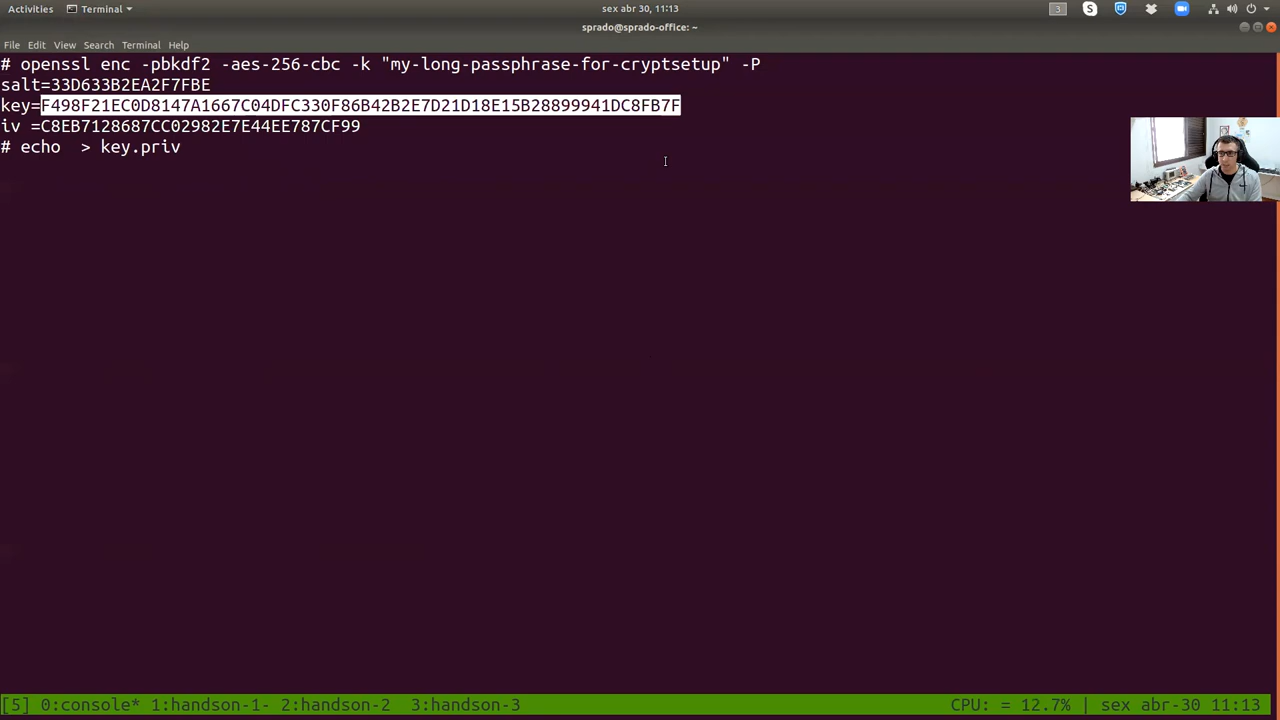 Activities Terminal sex abr 30, 11:13 3 S
sprado@sprado-office: ~
File Edit View Search Terminal Help
# openssl enc -pbkdf2 -aes-256-cbc -k "my-long-passphrase-for-cryptsetup" -P
salt=33D633B2EA2F7FBE
key=F498F21EC0D8147A1667C04DFC330F86B42B2E7D21D18E15B28899941DC8FB7F
iv =C8EB7128687CC02982E7E44EE787CF99
# echo  > key.priv
[5] 0:console* 1:handson-1- 2:handson-2  3:handson-3 CPU: = 12.7% | sex abr-30 11:13